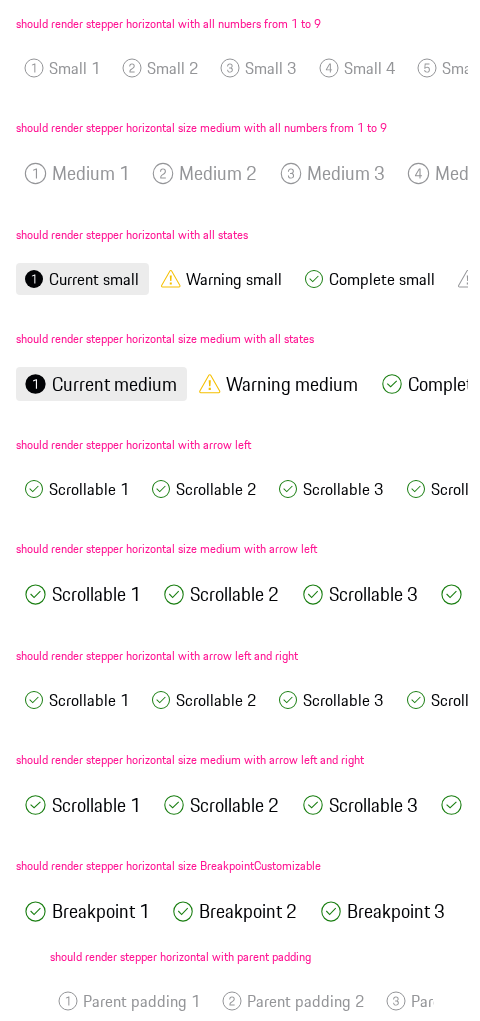 should render stepper horizontal with all numbers from 1 to 9
1 Small 1 2 Small 2 3 Small 3 4 Small 4 5 Sma
should render stepper horizontal size medium with all numbers from 1 to 9
1 Medium 1 2 Medium 2 3 Medium 3 4 Med
should render stepper horizontal with all states
1 Current small Warning small Complete small
should render stepper horizontal size medium with all states
1 Current medium Warning medium Complet
should render stepper horizontal with arrow left
Scrollable 1 Scrollable 2 Scrollable 3 Scroll
should render stepper horizontal size medium with arrow left
Scrollable 1 Scrollable 2 Scrollable 3
should render stepper horizontal with arrow left and right
Scrollable 1 Scrollable 2 Scrollable 3 Scroll
should render stepper horizontal size medium with arrow left and right
Scrollable 1 Scrollable 2 Scrollable 3
should render stepper horizontal size BreakpointCustomizable
Breakpoint 1 Breakpoint 2 Breakpoint 3
should render stepper horizontal with parent padding
1 Parent padding 1 2 Parent padding 2 3 Par